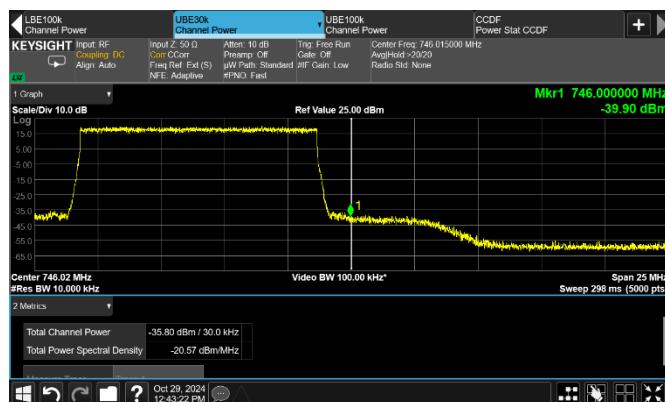 LBE100k
Channel Power
UBE30k
Channel Power
UBE100k
Channel Power
CCDF
Power Stat CCDF
KEYSIGHT
Input: RF
Coupling: DC
Align: Auto
Input Z: 50 Ω
Corr CCorr
Freq Ref: Ext (S)
NFE: Adaptive
Atten: 10 dB
Preamp: Off
µW Path: Standard
#PNO: Fast
Trig: Free Run
Gate: Off
#IF Gain: Low
Center Freq: 746.015000 MHz
Avg|Hold:>20/20
Radio Std: None
1 Graph
Mkr1 746.000000 MHz
Scale/Div 10.0 dB
Ref Value 25.00 dBm
-39.90 dBm
Log
15.0
5.00
-5.00
-15.0
-25.0
-35.0
-45.0
-55.0
-65.0
1
Center 746.02 MHz
Video BW 100.00 kHz*
Span 25 MHz
#Res BW 10.000 kHz
Sweep 298 ms (5000 pts)
2 Metrics
Total Channel Power
-35.80 dBm / 30.0 kHz
Total Power Spectral Density
-20.57 dBm/MHz
Oct 29, 2024
12:43:22 PM